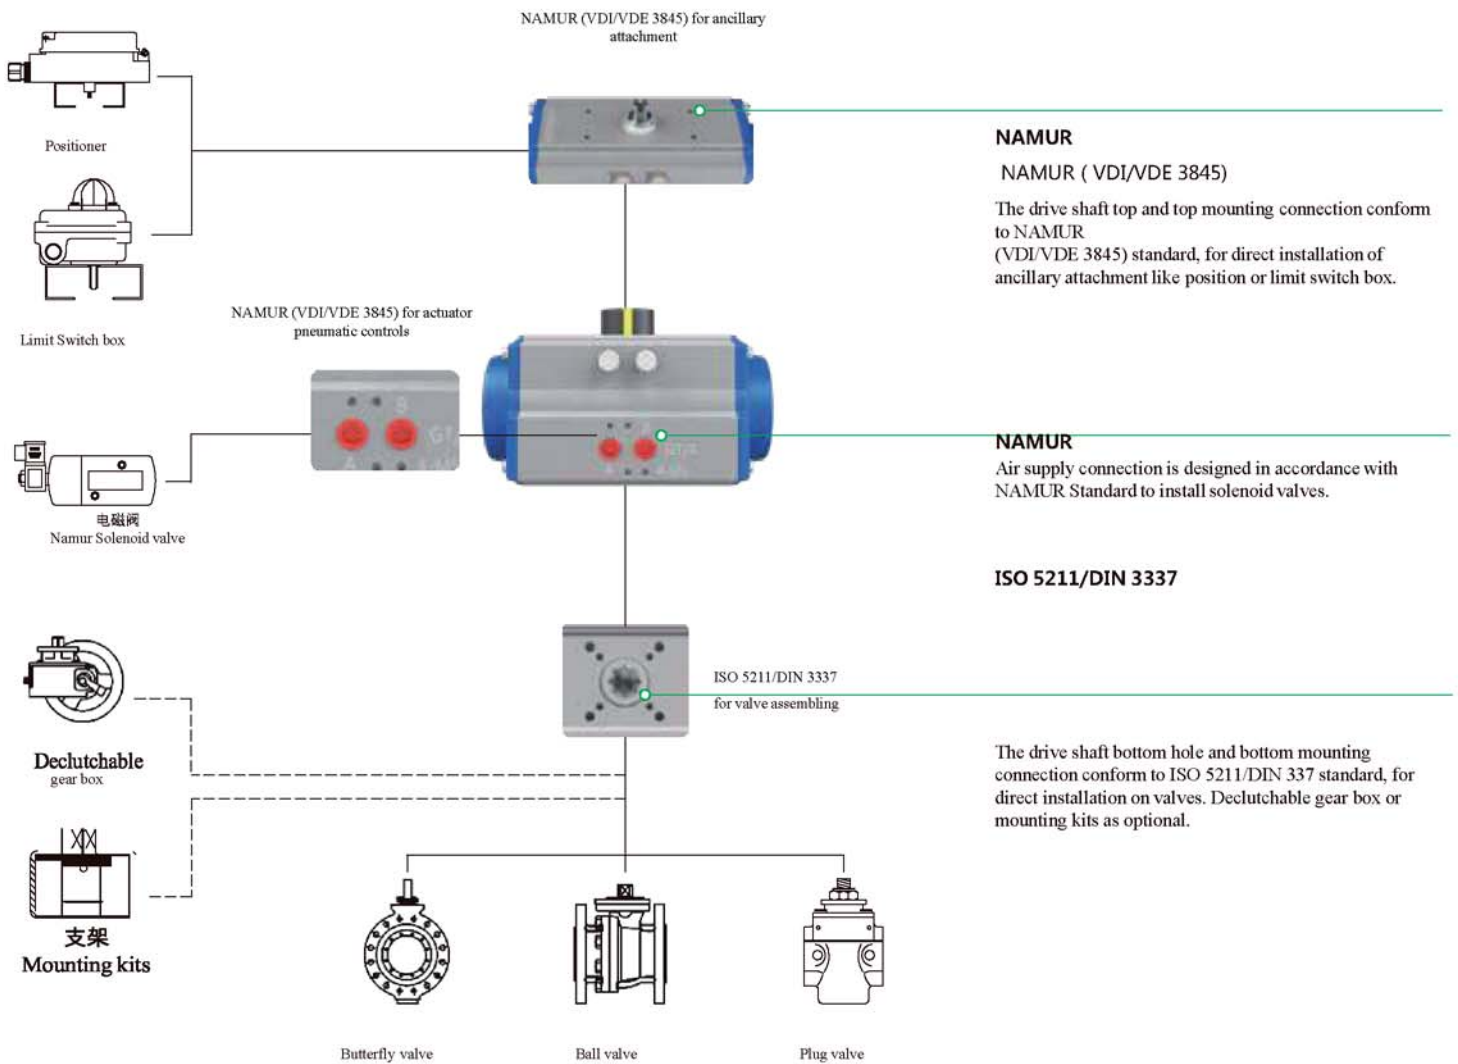 NAMUR (VDI/VDE 3845) for ancillary
attachment
Positioner
Limit Switch box
NAMUR (VDI/VDE 3845) for actuator
pneumatic controls
B
A
电磁阀
Namur Solenoid valve
Declutchable
gear box
支架
Mounting kits
ISO 5211/DIN 3337
for valve assembling
Butterfly valve
Ball valve
Plug valve
NAMUR
NAMUR ( VDI/VDE 3845)
The drive shaft top and top mounting connection conform
to NAMUR
(VDI/VDE 3845) standard, for direct installation of
ancillary attachment like position or limit switch box.
NAMUR
Air supply connection is designed in accordance with
NAMUR Standard to install solenoid valves.
ISO 5211/DIN 3337
The drive shaft bottom hole and bottom mounting
connection conform to ISO 5211/DIN 337 standard, for
direct installation on valves. Declutchable gear box or
mounting kits as optional.